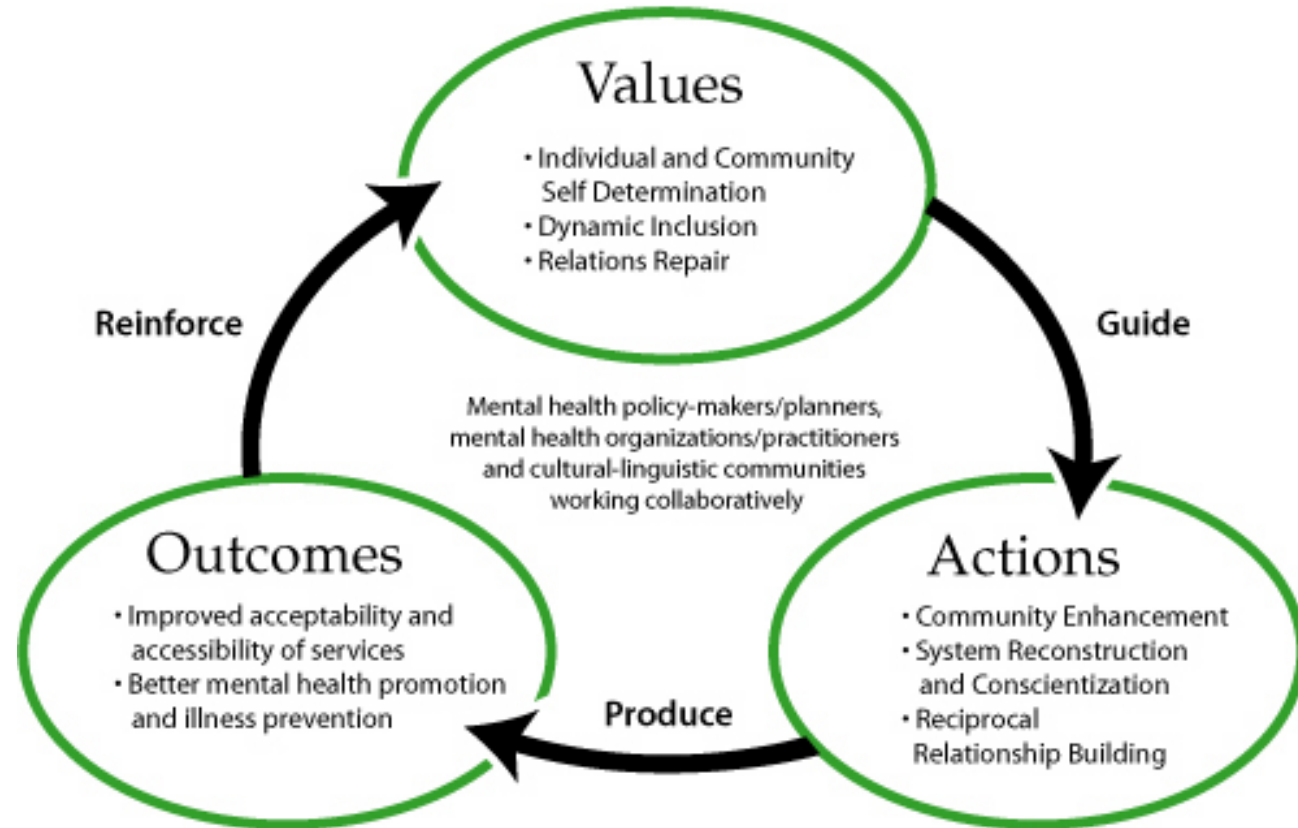 Values
• Individual and Community
Self Determination
• Dynamic Inclusion
• Relations Repair
Reinforce
Guide
Mental health policy-makers/planners,
mental health organizations/practitioners
and cultural-linguistic communities
working collaboratively
Outcomes
• Improved acceptability and
accessibility of services
• Better mental health promotion
and illness prevention
Produce
Actions
• Community Enhancement
• System Reconstruction
and Conscientization
• Reciprocal
Relationship Building